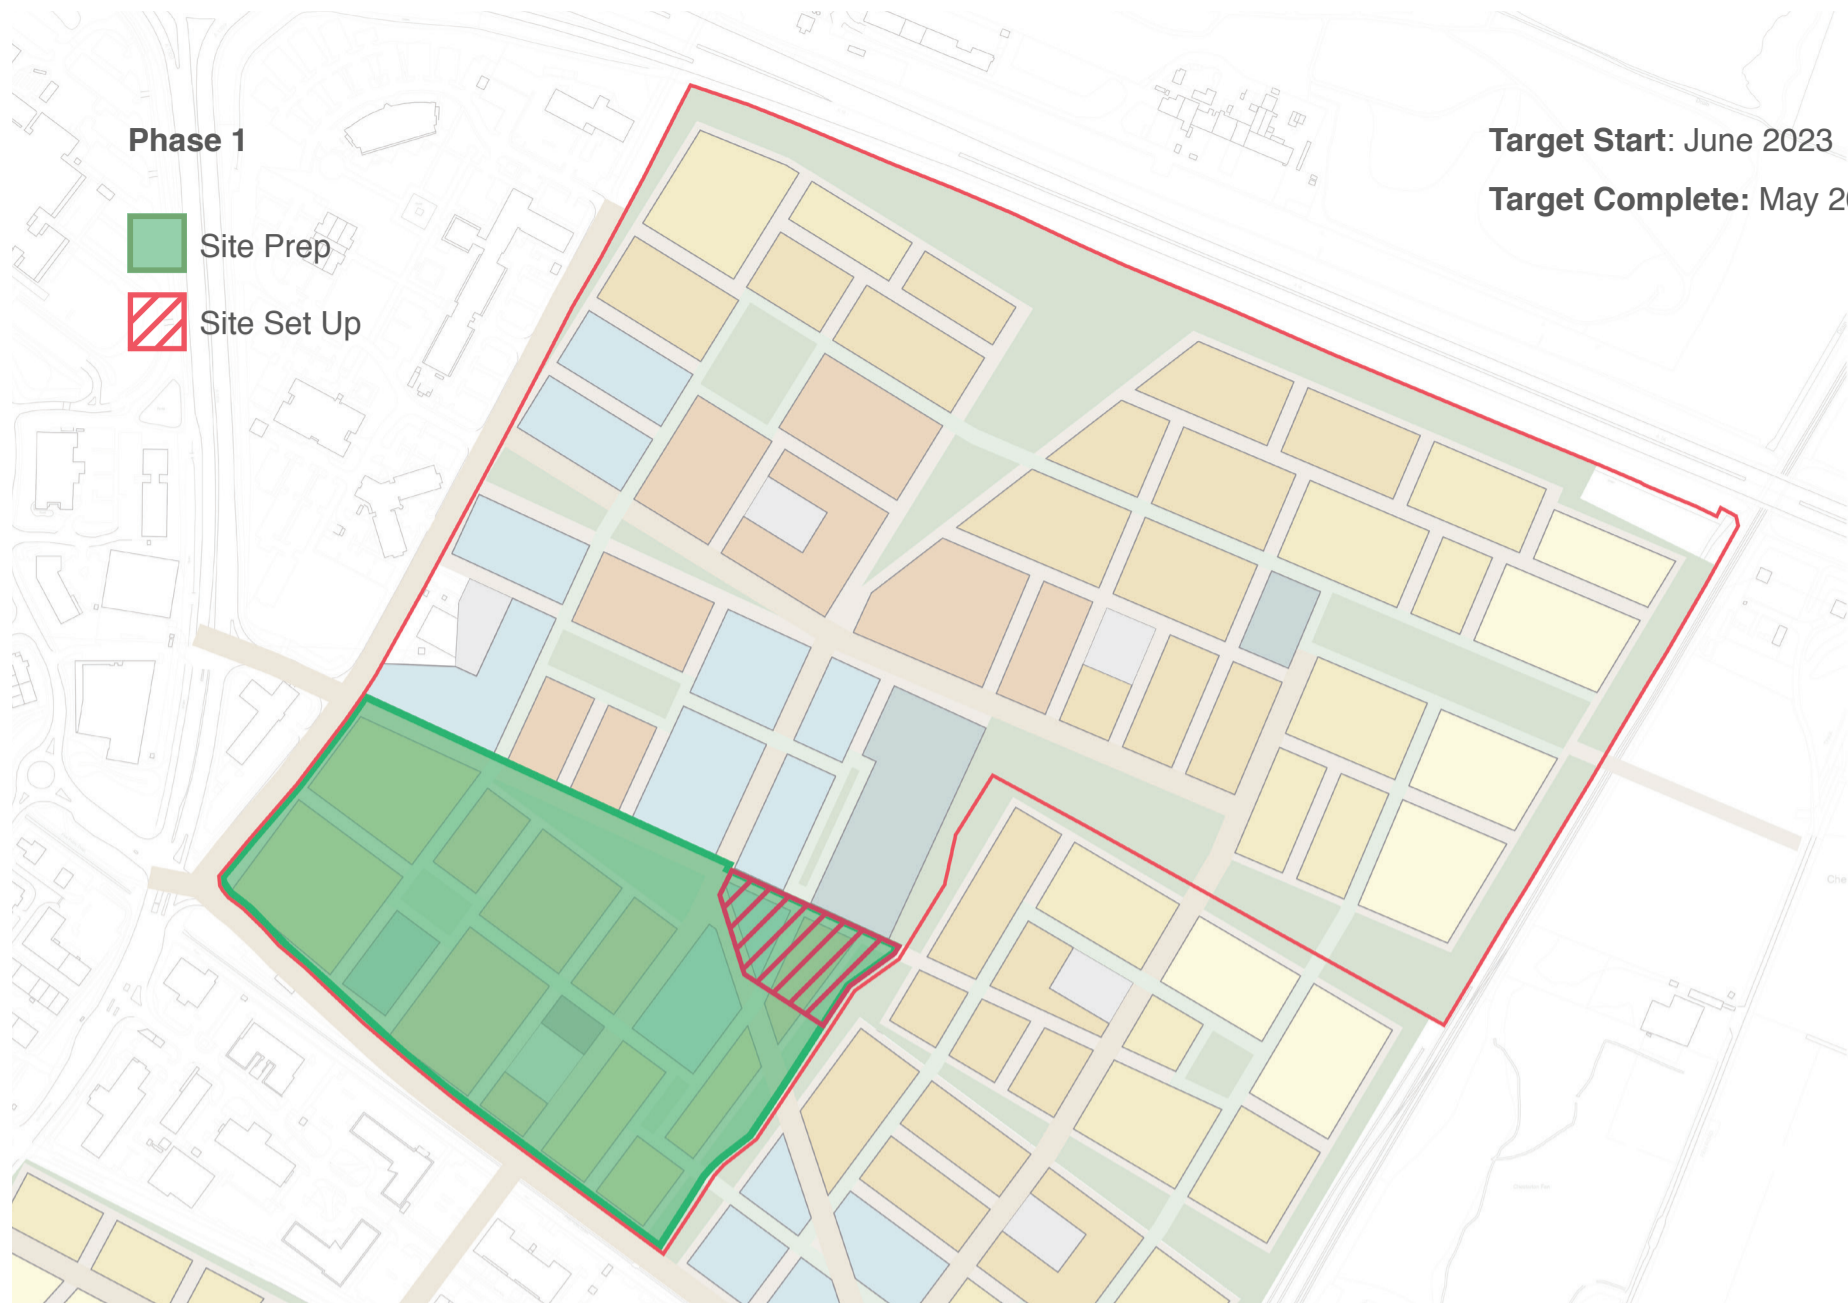 Phase 1
Site Prep
Site Set Up
Target Start: June 2023
Target Complete: May